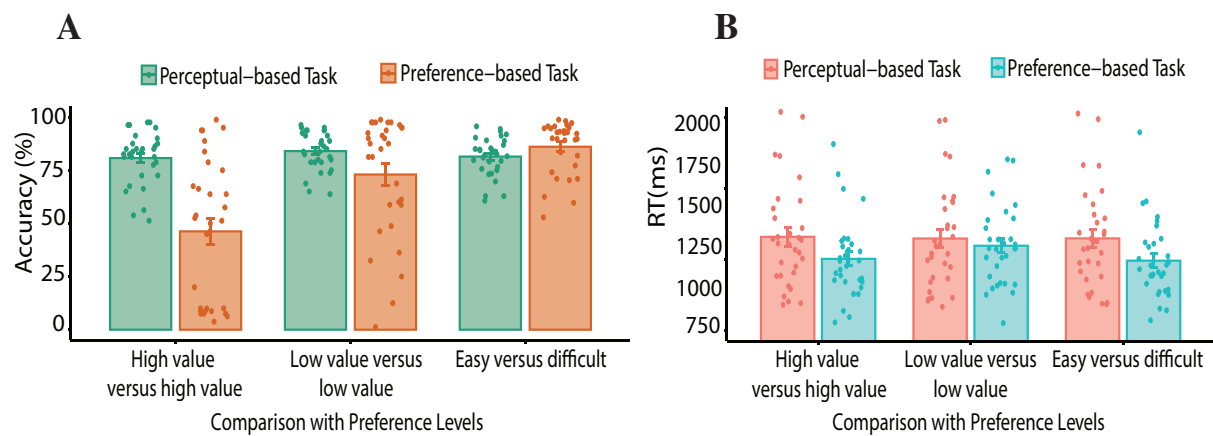 A
Perceptual-based Task
Preference-based Task
Accuracy (%)
100
75
50
25
0
High value
versus high value
Low value versus
low value
Easy versus difficult
Comparison with Preference Levels
B
Perceptual-based Task
Preference-based Task
RT(ms)
2000
1750
1500
1250
1000
750
High value
versus high value
Low value versus
low value
Easy versus difficult
Comparison with Preference Levels